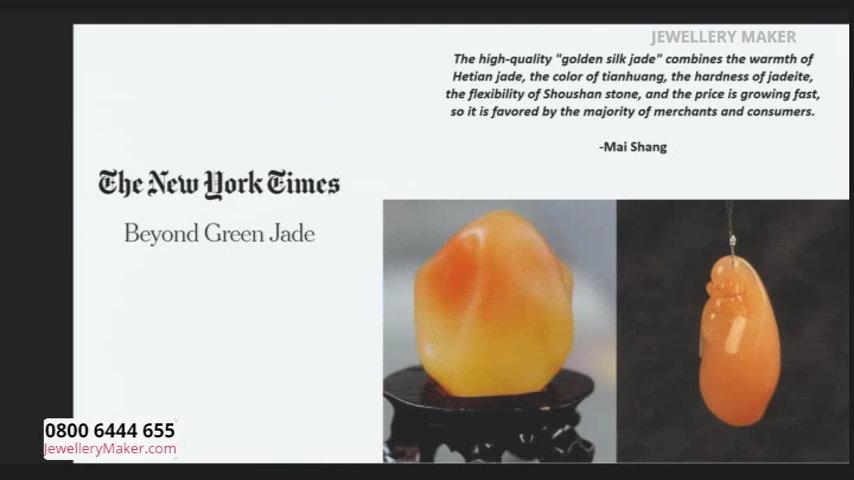 JEWELLERY MAKER
The high-quality "golden silk jade" combines the warmth of
Hetian jade, the color of tianhuang, the hardness of jadeite,
the flexibility of Shoushan stone, and the price is growing fast,
so it is favored by the majority of merchants and consumers.
-Mai Shang
The New York Times
Beyond Green Jade
0800 6444 655
JewelleryMaker.com